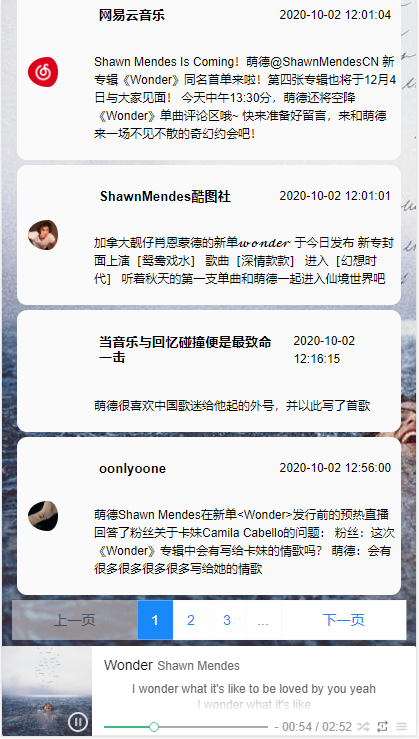 网易云音乐
2020-10-02 12:01:04
Shawn Mendes Is Coming！萌德@ShawnMendesCN 新
专辑《Wonder》同名首单来啦！第四张专辑也将于12月4
日与大家见面！ 今天中午13:30分，萌德还将空降
《Wonder》单曲评论区哦~ 快来准备好留言，来和萌德
来一场不见不散的奇幻约会吧！
ShawnMendes酷图社
2020-10-02 12:01:01
加拿大靓仔肖恩蒙德的新单𝔀𝓸𝓷𝓭𝓮𝓻 于今日发布 新专封
面上演［鸳鸯戏水］ 歌曲［深情款款］ 进入［幻想时
代］ 听着秋天的第一支单曲和萌德一起进入仙境世界吧
当音乐与回忆碰撞便是最致命
一击
2020-10-02
12:16:15
萌德很喜欢中国歌迷给他起的外号，并以此写了首歌
oonlyoone
2020-10-02 12:56:00
萌德Shawn Mendes在新单<Wonder>发行前的预热直播
回答了粉丝关于卡妹Camila Cabello的问题： 粉丝：这次
《Wonder》专辑中会有写给卡妹的情歌吗？ 萌德：会有
很多很多很多很多写给她的情歌
上一页 1 2 3 ... 下一页
Wonder Shawn Mendes
I wonder what it's like to be loved by you yeah
I wonder what it's like
- 00:54 / 02:52